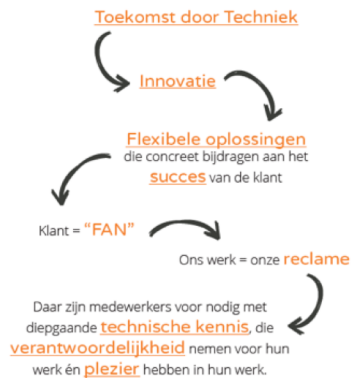 Toekomst door Techniek
Innovatie
Flexibele oplossingen
die concreet bijdragen aan het
succes van de klant
Klant = “FAN”
Ons werk = onze reclame
Daar zijn medewerkers voor nodig met
diepgaande technische kennis, die
verantwoordelijkheid nemen voor hun
werk én plezier hebben in hun werk.